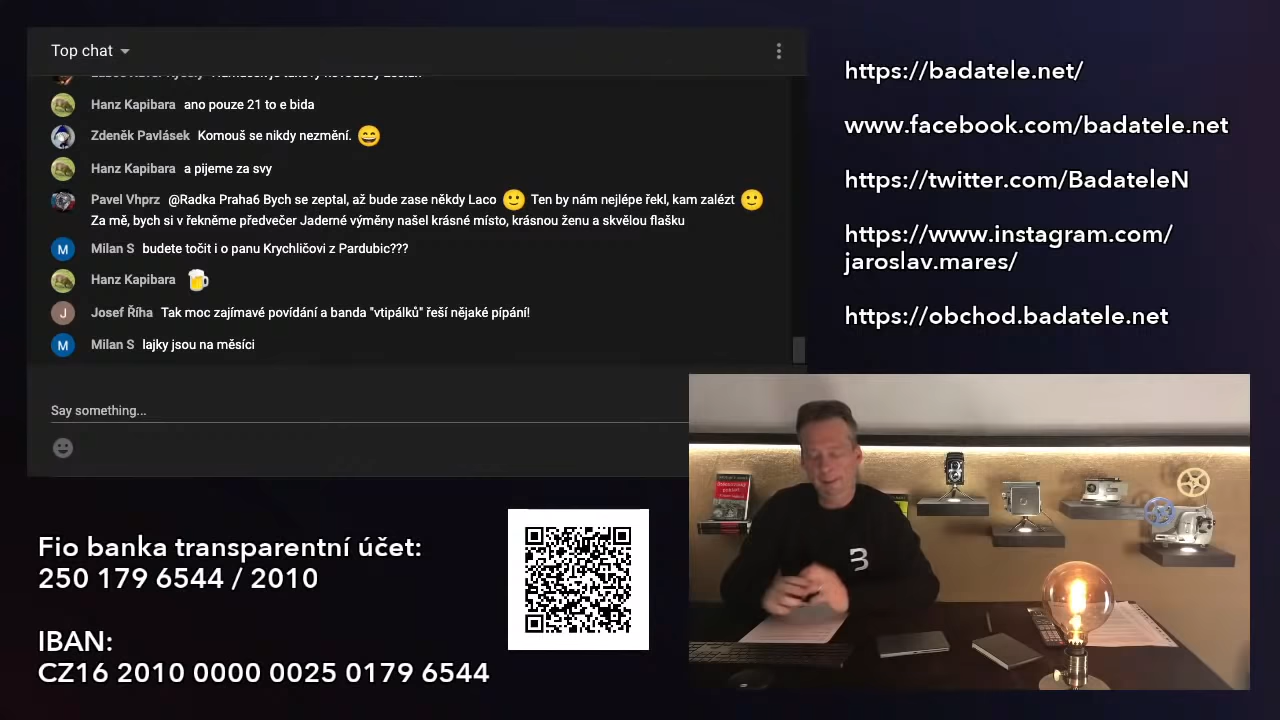 Top chat
Hanz Kapibara ano pouze 21 to e bida
Zdeněk Pavlásek Komouš se nikdy nezmění. 😄
Hanz Kapibara a pijeme za svy
Pavel Vhprz @Radka Praha6 Bych se zeptal, až bude zase někdy Laco 🙂 Ten by nám nejlépe řekl, kam zalézt 🙂
Za mě, bych si v řekněme předvečer Jaderné výměny našel krásné místo, krásnou ženu a skvělou flašku
M Milan S budete točit i o panu Krychličovi z Pardubic???
Hanz Kapibara 🍺
J Josef Říha Tak moc zajímavé povídání a banda "vtipálků" řeší nějaké pípání!
M Milan S lajky jsou na měsíci
Say something...
https://badatele.net/
www.facebook.com/badatele.net
https://twitter.com/BadateleN
https://www.instagram.com/
jaroslav.mares/
https://obchod.badatele.net
Fio banka transparentní účet:
250 179 6544 / 2010
IBAN:
CZ16 2010 0000 0025 0179 6544